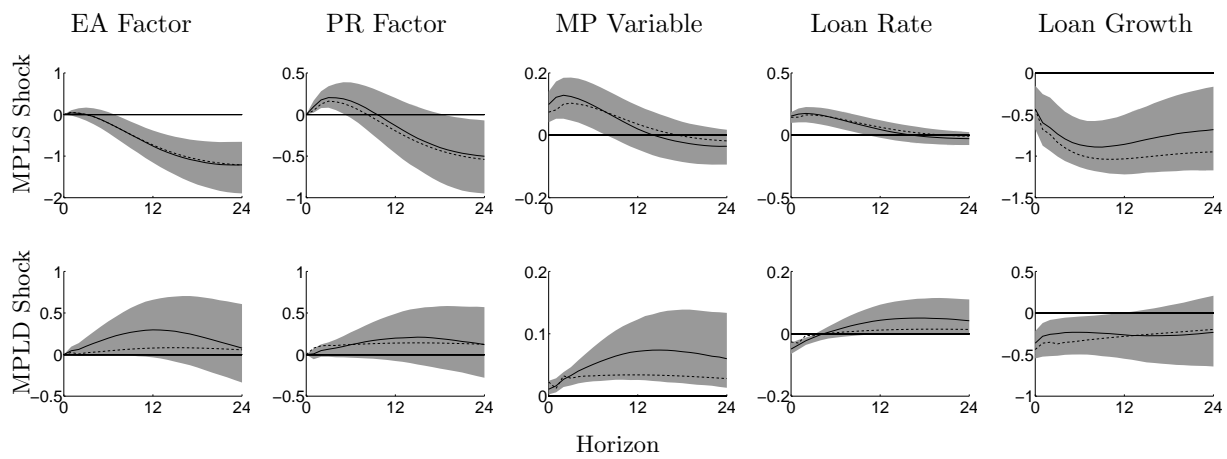 EA Factor PR Factor MP Variable Loan Rate Loan Growth
MPLS Shock
1 0 −1 −2 0 12 24
0.5 0 −0.5 −1 0 12 24
0.2 0 0.2 0 12 24
0.5 0 −0.5 0 12 24
0 −0.5 −1 −1.5 0 12 24
MPLD Shock
1 0.5 0 −0.5 0 12 24
1 0.5 0 −0.5 0 12 24
0.2 0.1 0 0 12 24
0.2 0 −0.2 0 12 24
0.5 0 −0.5 −1 0 12 24
Horizon